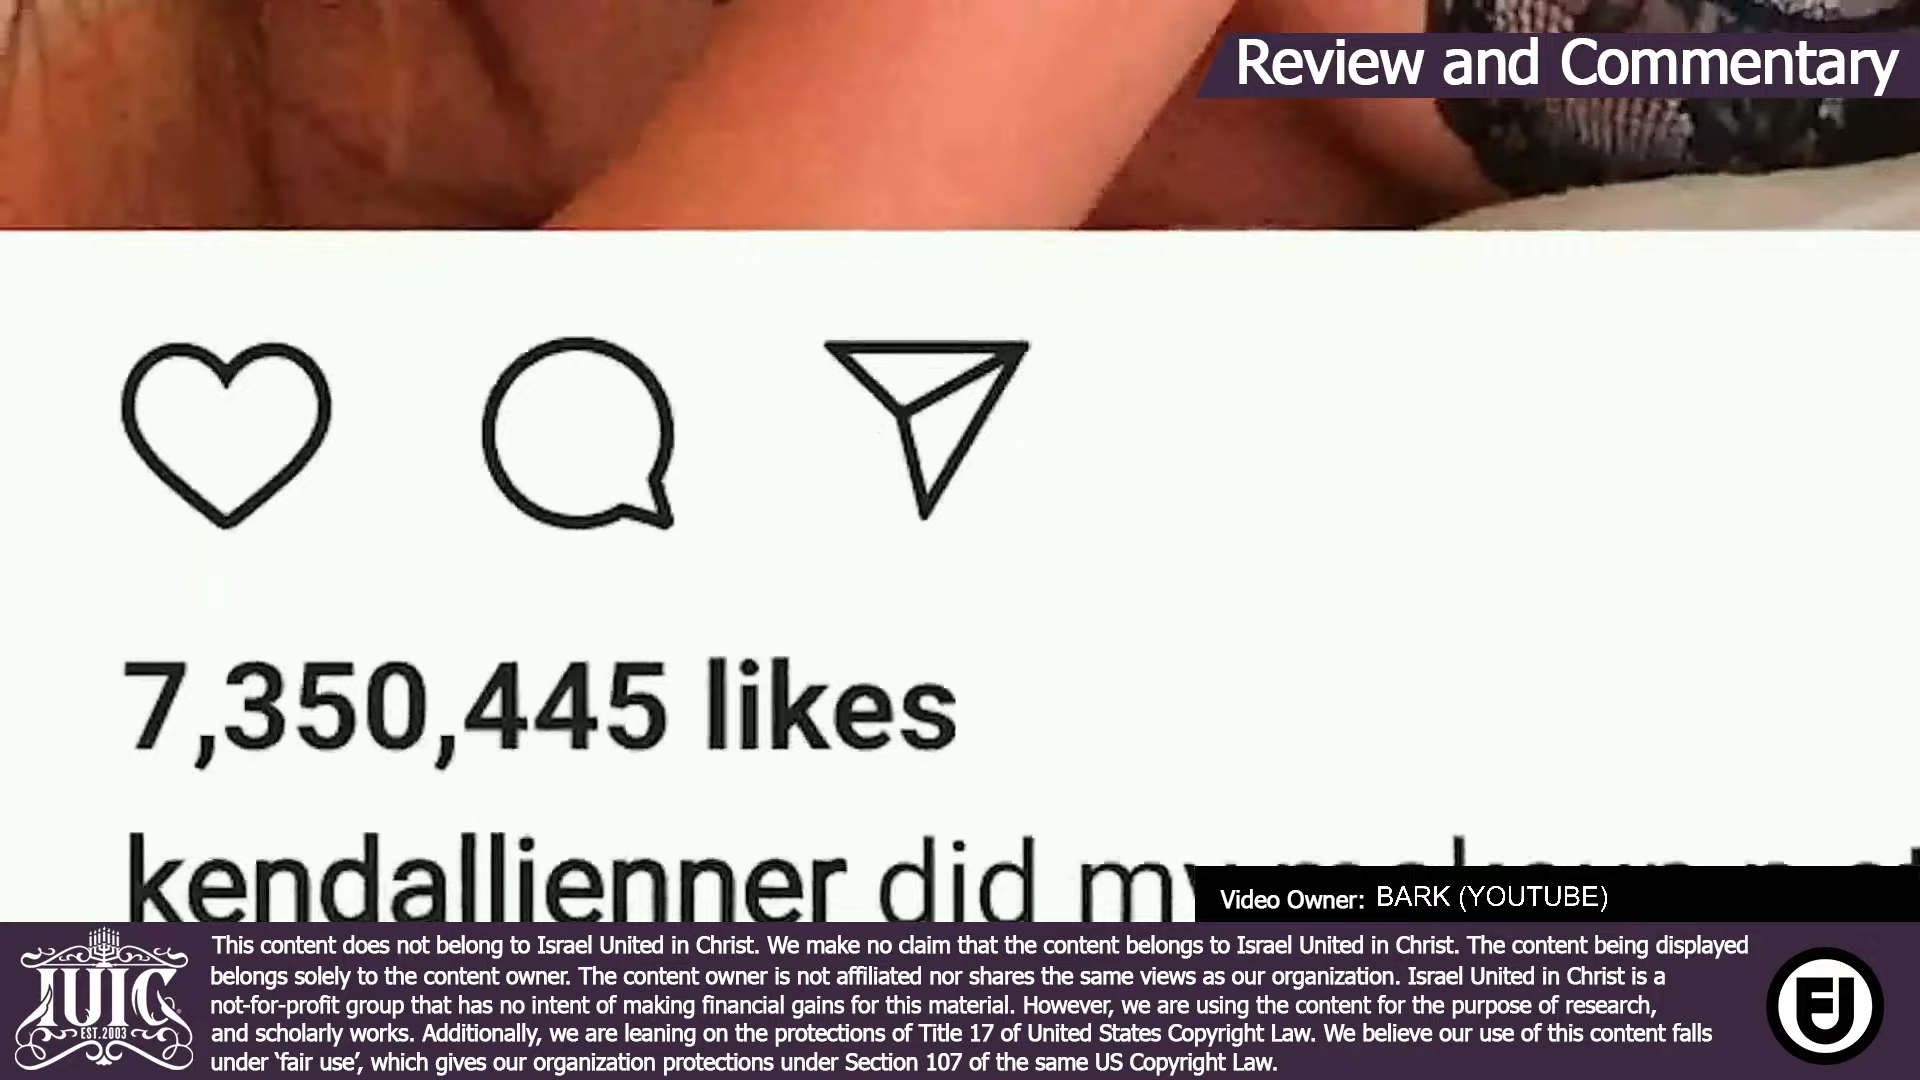 Review and Commentary
7,350,445 likes
kendalljenner did my
Video Owner: BARK (YOUTUBE)
This content does not belong to Israel United in Christ. We make no claim that the content belongs to Israel United in Christ. The content being displayed
belongs solely to the content owner. The content owner is not affiliated nor shares the same views as our organization. Israel United in Christ is a
not-for-profit group that has no intent of making financial gains for this material. However, we are using the content for the purpose of research,
and scholarly works. Additionally, we are leaning on the protections of Title 17 of United States Copyright Law. We believe our use of this content falls
under ‘fair use’, which gives our organization protections under Section 107 of the same US Copyright Law.
IUIC
EST. 2003